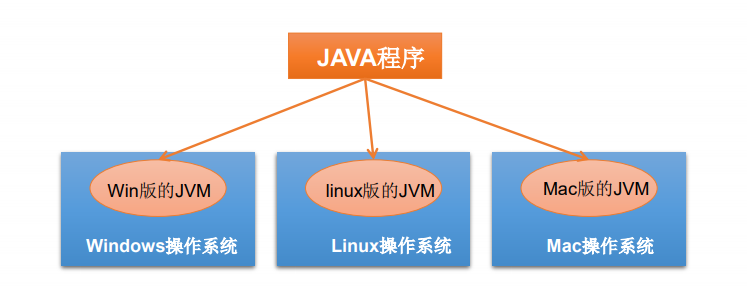 JAVA程序
Win版的JVM
linux版的JVM
Mac版的JVM
Windows操作系统
Linux操作系统
Mac操作系统